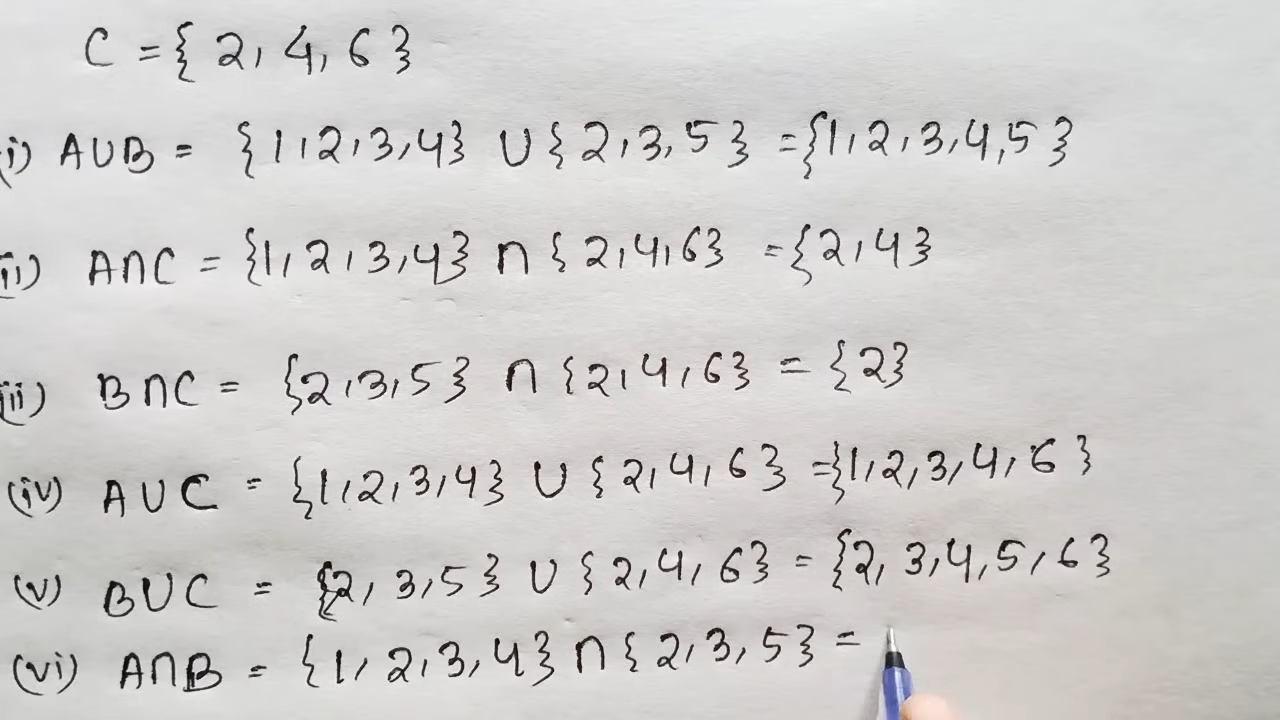 C = { 2, 4, 6 }
i) A∪B = {1,2,3,4} ∪ {2,3,5} = {1,2,3,4,5}
ii) A∩C = {1,2,3,4} ∩ {2,4,6} = {2,4}
ii) B∩C = {2,3,5} ∩ {2,4,6} = {2}
(iv) A∪C = {1,2,3,4} ∪ {2,4,6} = {1,2,3,4,6}
(v) B∪C = {2,3,5} ∪ {2,4,6} = {2,3,4,5,6}
(vi) A∩B = {1,2,3,4} ∩ {2,3,5} =